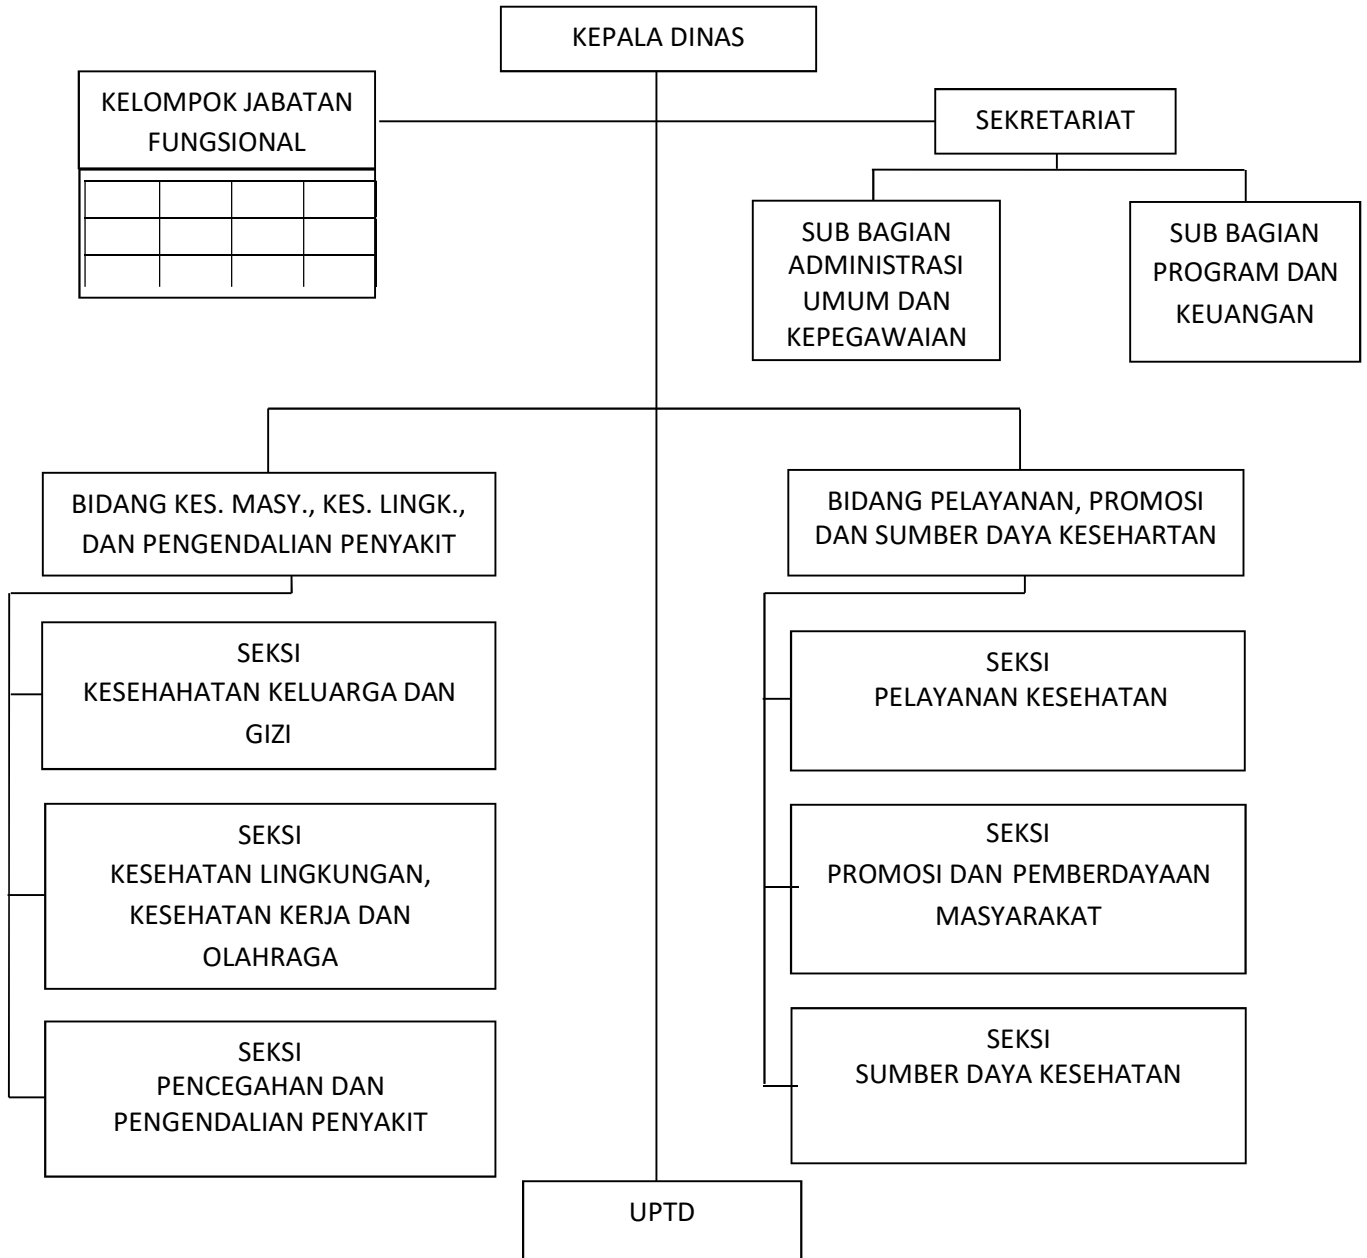 KEPALA DINAS
KELOMPOK JABATAN
FUNGSIONAL
SEKRETARIAT
SUB BAGIAN
ADMINISTRASI
UMUM DAN
KEPEGAWAIAN
SUB BAGIAN
PROGRAM DAN
KEUANGAN
BIDANG KES. MASY., KES. LINGK.,
DAN PENGENDALIAN PENYAKIT
BIDANG PELAYANAN, PROMOSI
DAN SUMBER DAYA KESEHARTAN
SEKSI
KESEHAHATAN KELUARGA DAN
GIZI
SEKSI
PELAYANAN KESEHATAN
SEKSI
KESEHATAN LINGKUNGAN,
KESEHATAN KERJA DAN
OLAHRAGA
SEKSI
PROMOSI DAN PEMBERDAYAAN
MASYARAKAT
SEKSI
PENCEGAHAN DAN
PENGENDALIAN PENYAKIT
SEKSI
SUMBER DAYA KESEHATAN
UPTD